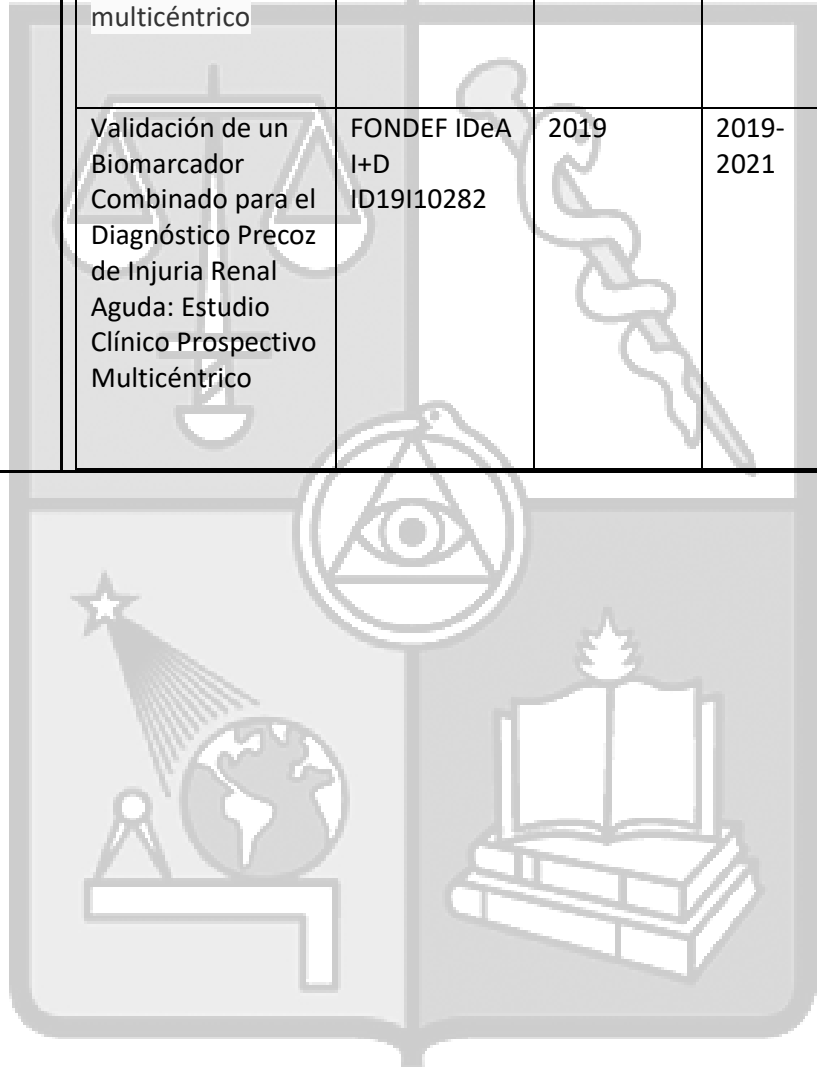 multicéntrico
Validación de un
Biomarcador
Combinado para el
Diagnóstico Precoz
de Injuria Renal
Aguda: Estudio
Clínico Prospectivo
Multicéntrico
FONDEF IDeA
I+D
ID19I10282
2019
2019-
2021